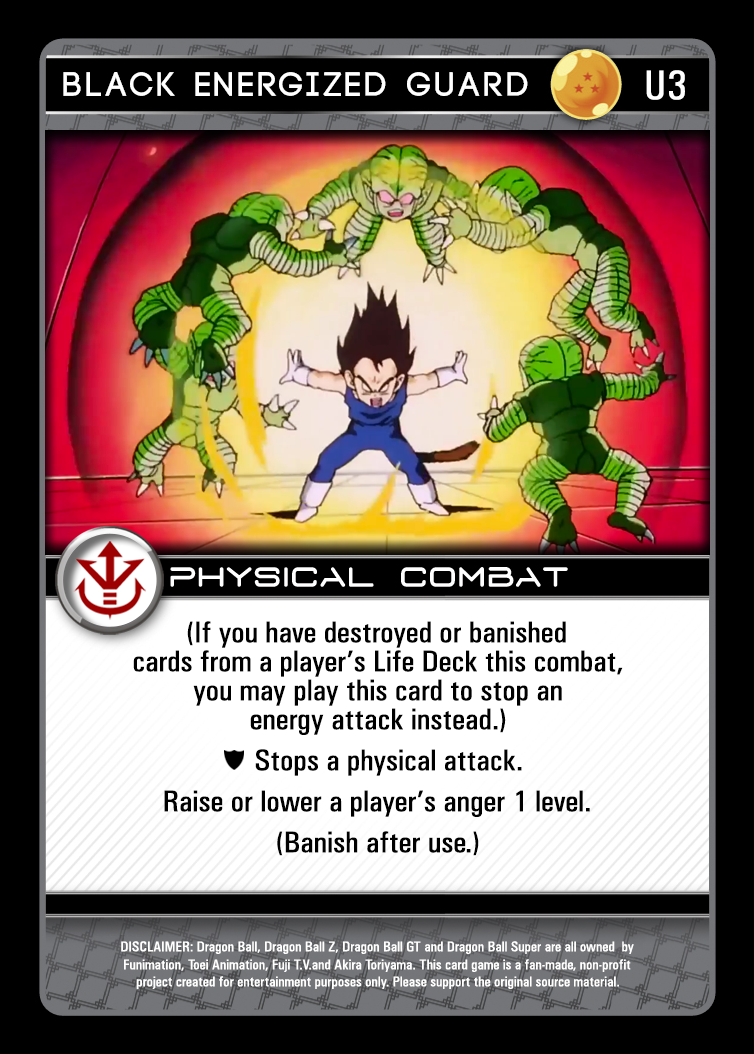 BLACK ENERGIZED GUARD U3
PHYSICAL COMBAT
(If you have destroyed or banished
cards from a player's Life Deck this combat,
you may play this card to stop an
energy attack instead.)
Stops a physical attack.
Raise or lower a player's anger 1 level.
(Banish after use.)
DISCLAIMER: Dragon Ball, Dragon Ball Z, Dragon Ball GT and Dragon Ball Super are all owned by
Funimation, Toei Animation, Fuji T.V.and Akira Toriyama. This card game is a fan-made, non-profit
project created for entertainment purposes only. Please support the original source material.